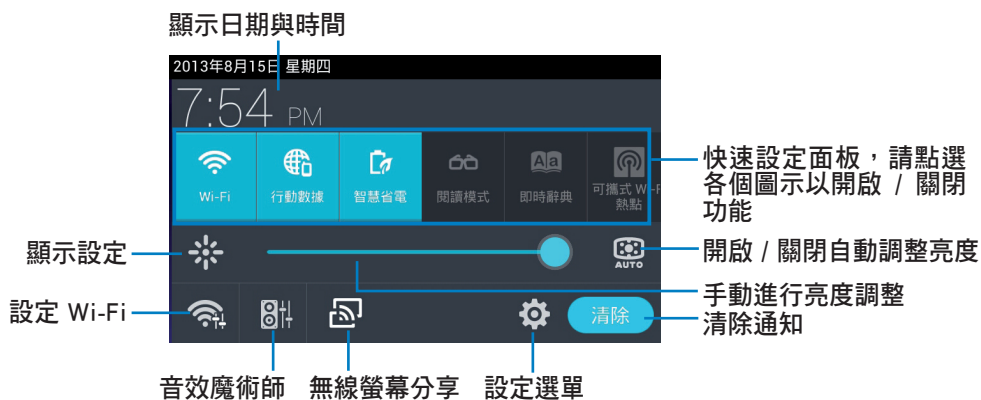 顯示日期與時間
2013年8月15日 星期四
7:54 PM
Wi-Fi
行動數據
智慧省電
閱讀模式
Aa
即時辭典
可攜式 Wi-F
熱點
快速設定面板，請點選
各個圖示以開啟 / 關閉
功能
顯示設定
AUTO
開啟 / 關閉自動調整亮度
手動進行亮度調整
設定 Wi-Fi
清除
清除通知
音效魔術師
無線螢幕分享
設定選單